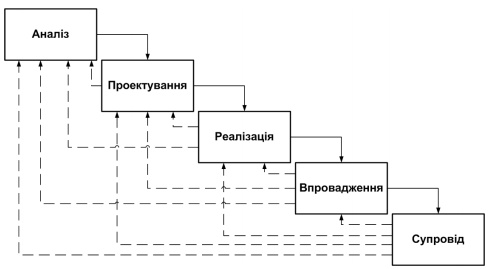 Аналіз
Проектування
Реалізація
Впровадження
Супровід